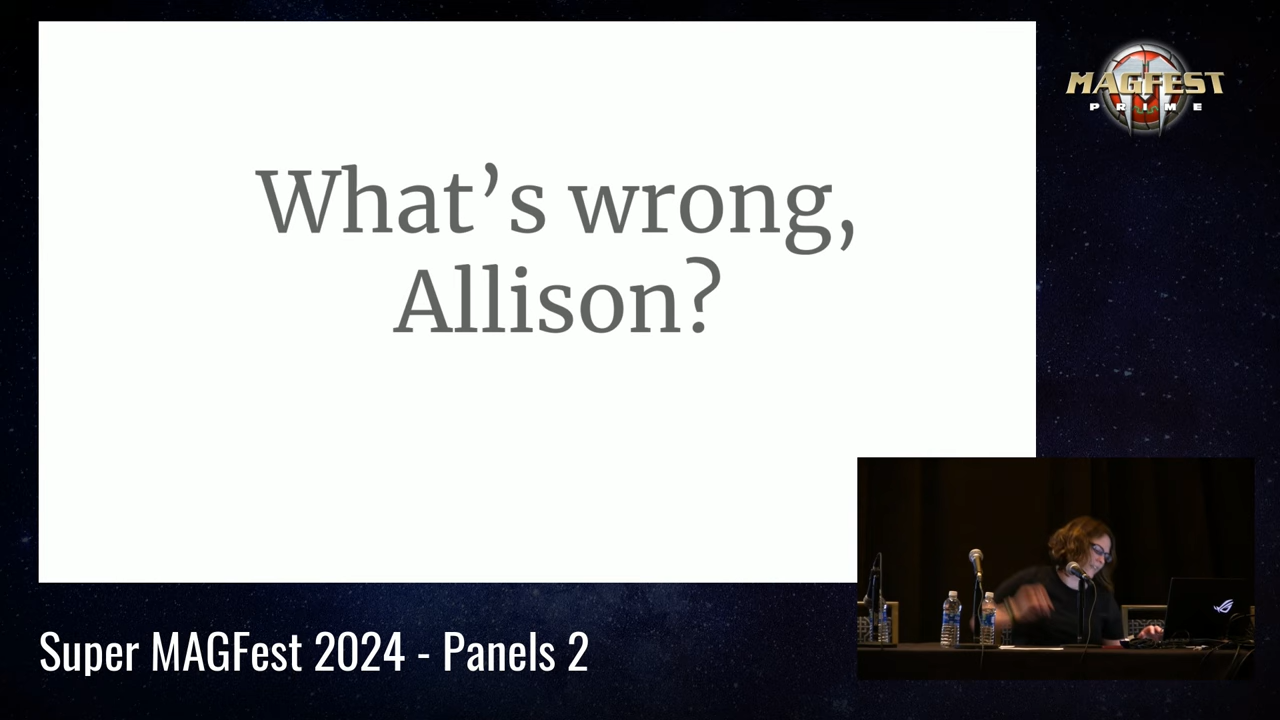 What's wrong,
Allison?
MAGFEST
PRIME
Super MAGFest 2024 - Panels 2